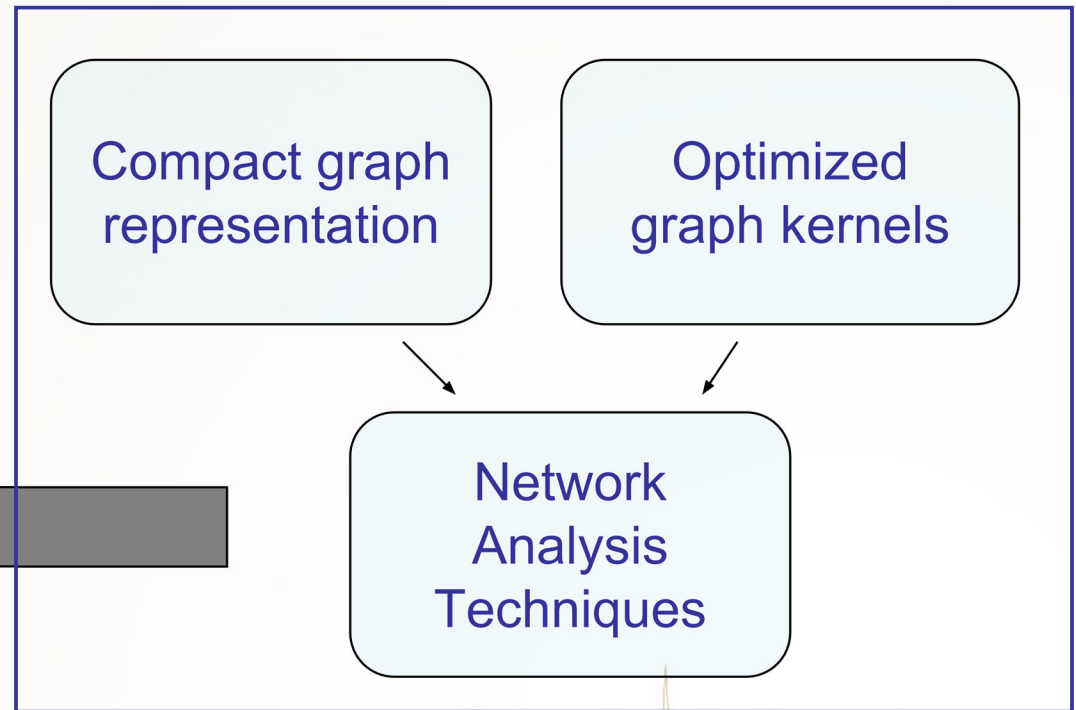 Compact graph
representation
Optimized
graph kernels
Network
Analysis
Techniques